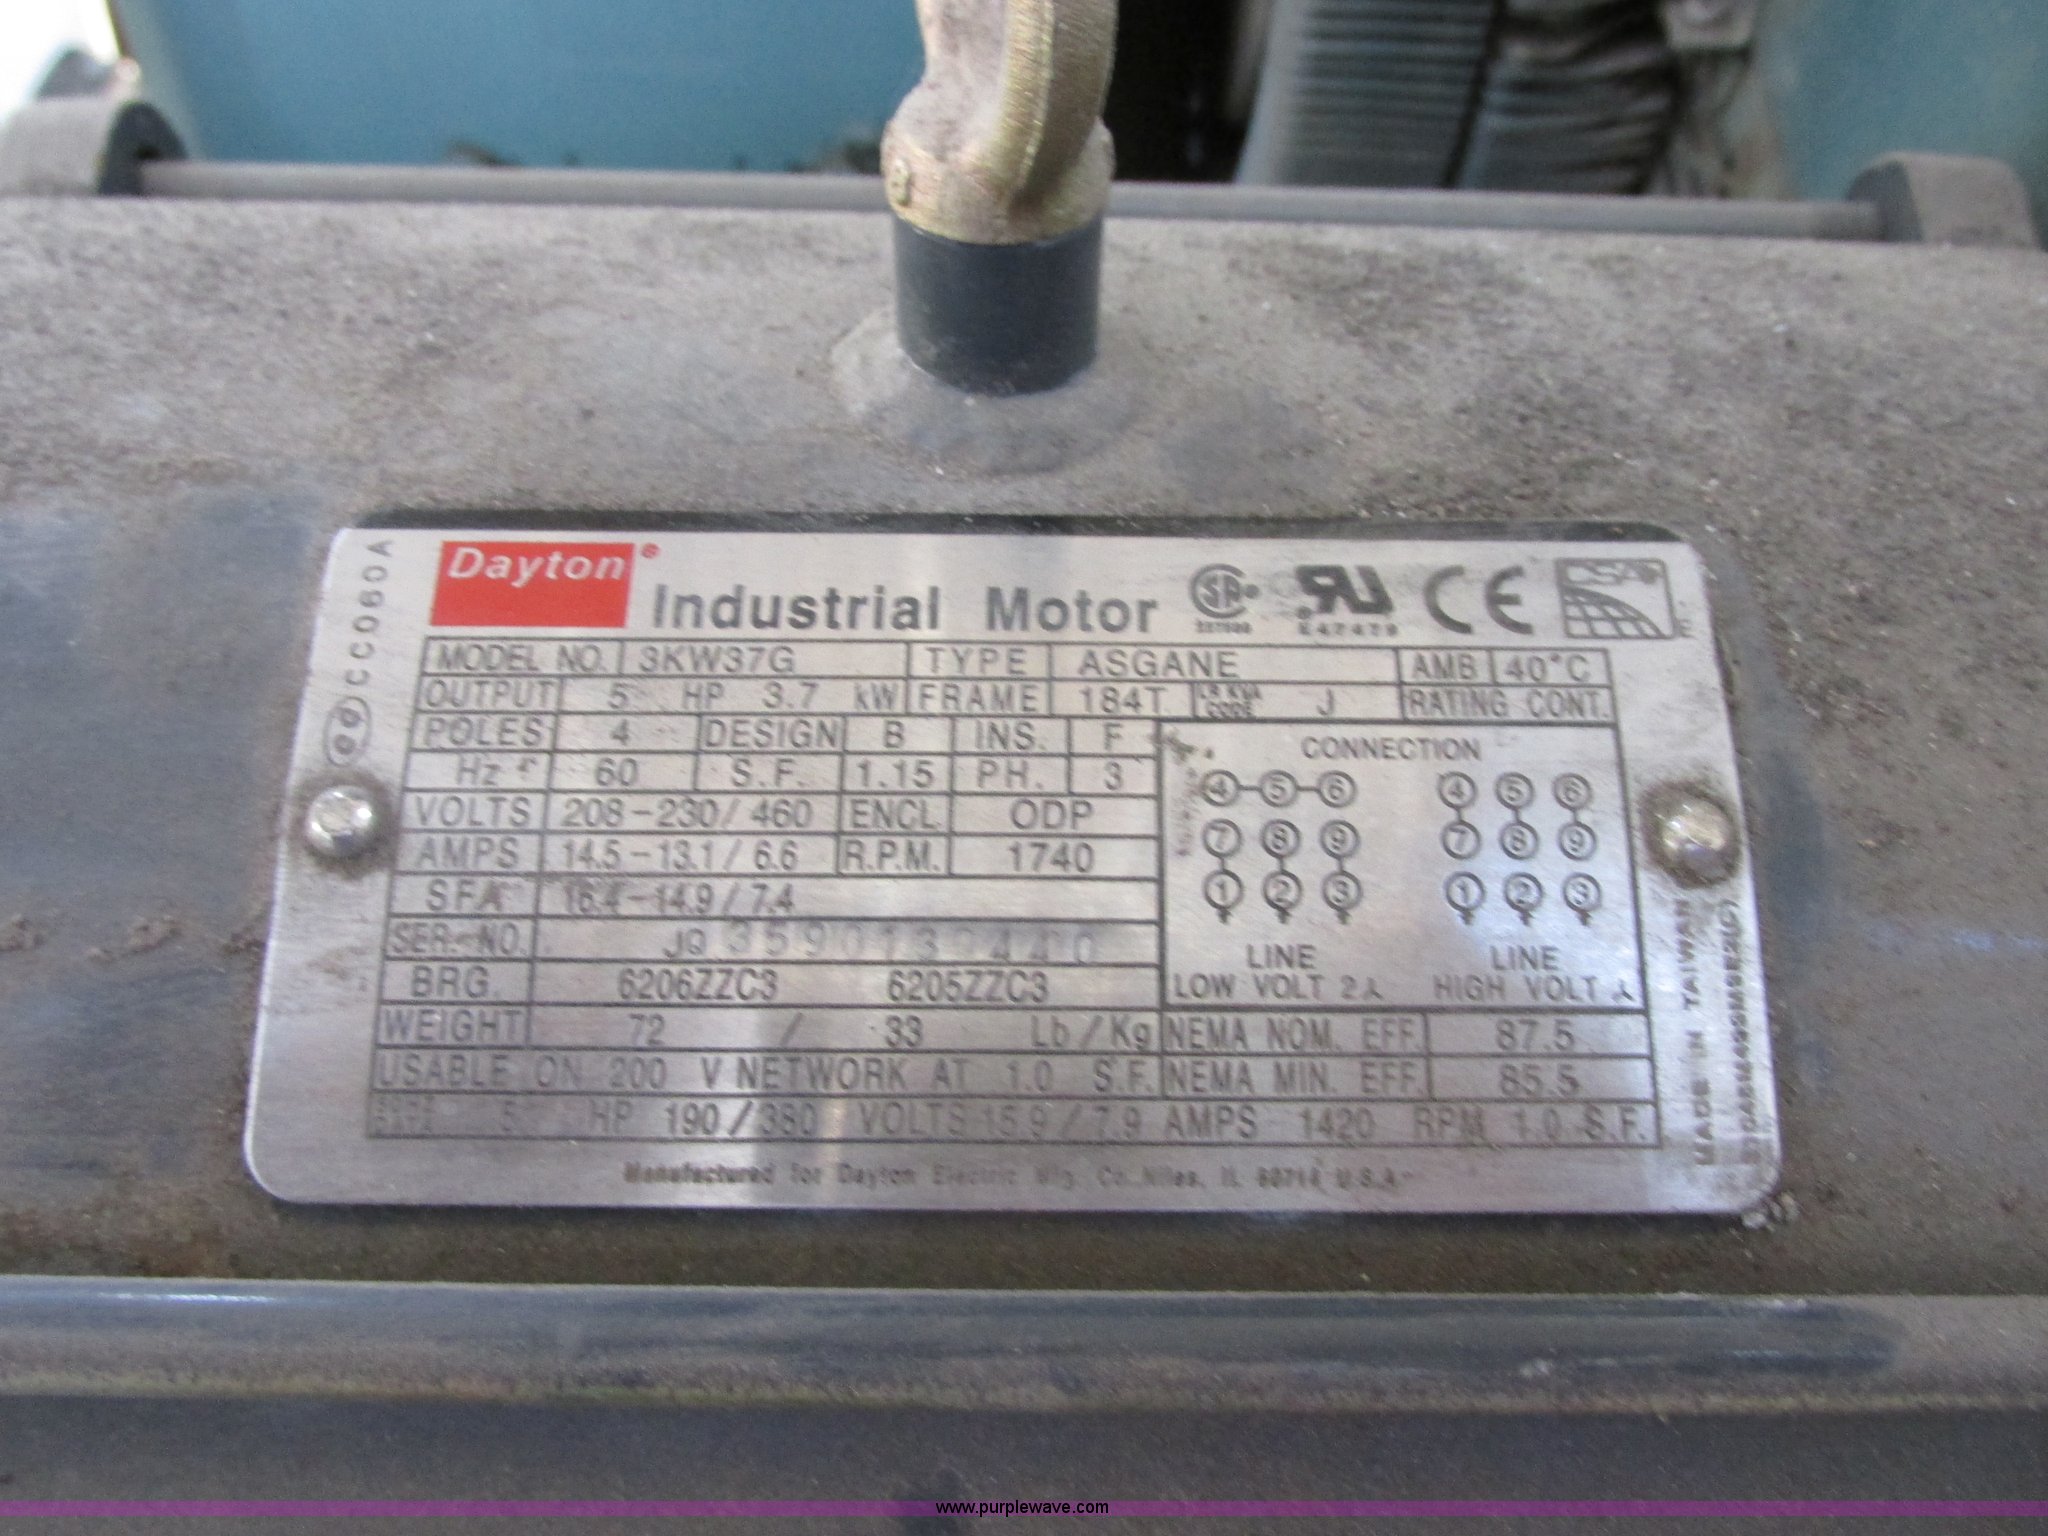 Dayton®
Industrial Motor
CC060A
MODEL NO. 3KW37G TYPE ASGANE AMB 40°C
OUTPUT 5 HP 3.7 kW FRAME 184T LR KVA CODE J RATING CONT.
POLES 4 DESIGN B INS. F
Hz 60 S.F. 1.15 PH. 3
VOLTS 208-230/460 ENCL. ODP
AMPS 14.5-13.1/6.6 R.P.M. 1740
SFA 16.4-14.9/7.4
SER. NO. JQ
BRG. 6206ZZC3 6205ZZC3
WEIGHT 72 / 33 Lb/Kg
USABLE ON 200 V NETWORK AT 1.0 S.F.
CONNECTION
4-5-6 4 5 6
7 8 9 7 8 9
1 2 3 1 2 3
LINE LINE
LOW VOLT 2⅄ HIGH VOLT ⅄
NEMA NOM. EFF. 87.5
NEMA MIN. EFF. 85.5
5 HP 190/380 VOLTS 15.9/7.9 AMPS 1420 RPM 1.0 S.F.
Manufactured for Dayton Electric Mfg. Co. Niles, IL 60714 U.S.A.
MADE IN TAIWAN
www.purplewave.com